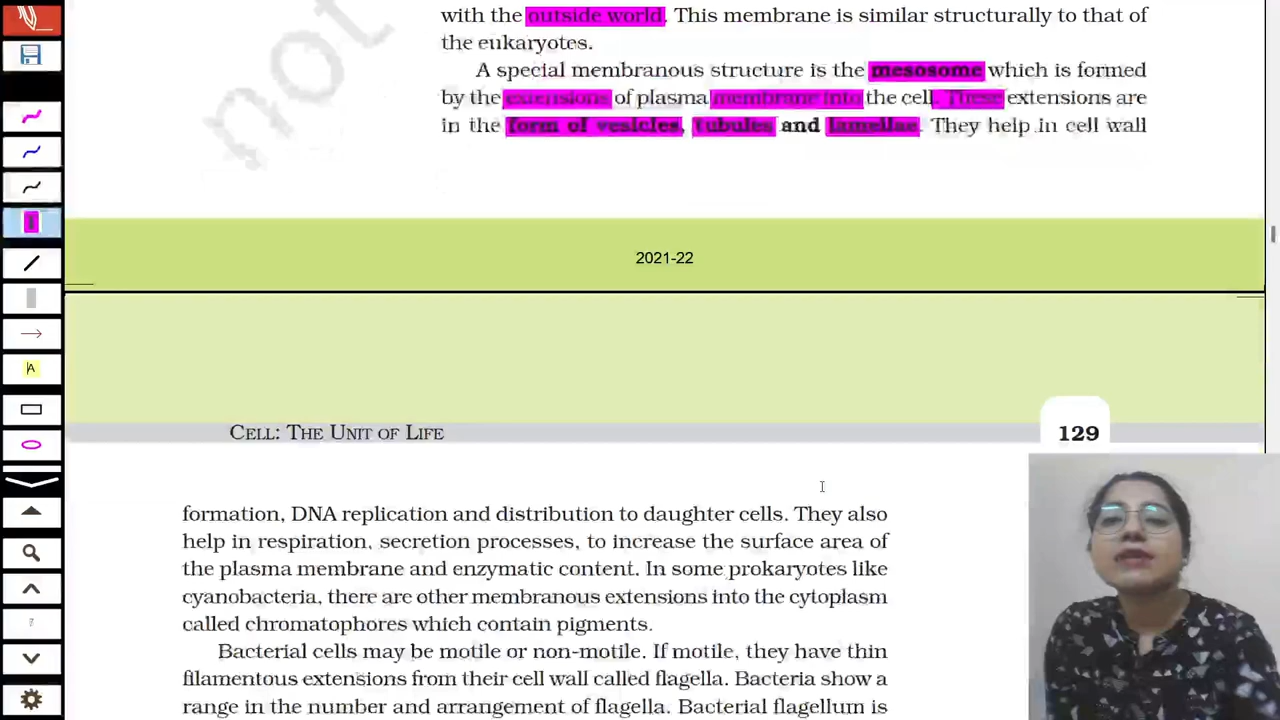 with the outside world. This membrane is similar structurally to that of
the eukaryotes.
A special membranous structure is the mesosome which is formed
by the extensions of plasma membrane into the cell. These extensions are
in the form of vesicles, tubules and lamellae. They help in cell wall
not
2021-22
CELL: THE UNIT OF LIFE
129
formation, DNA replication and distribution to daughter cells. They also
help in respiration, secretion processes, to increase the surface area of
the plasma membrane and enzymatic content. In some prokaryotes like
cyanobacteria, there are other membranous extensions into the cytoplasm
called chromatophores which contain pigments.
Bacterial cells may be motile or non-motile. If motile, they have thin
filamentous extensions from their cell wall called flagella. Bacteria show a
range in the number and arrangement of flagella. Bacterial flagellum is
A